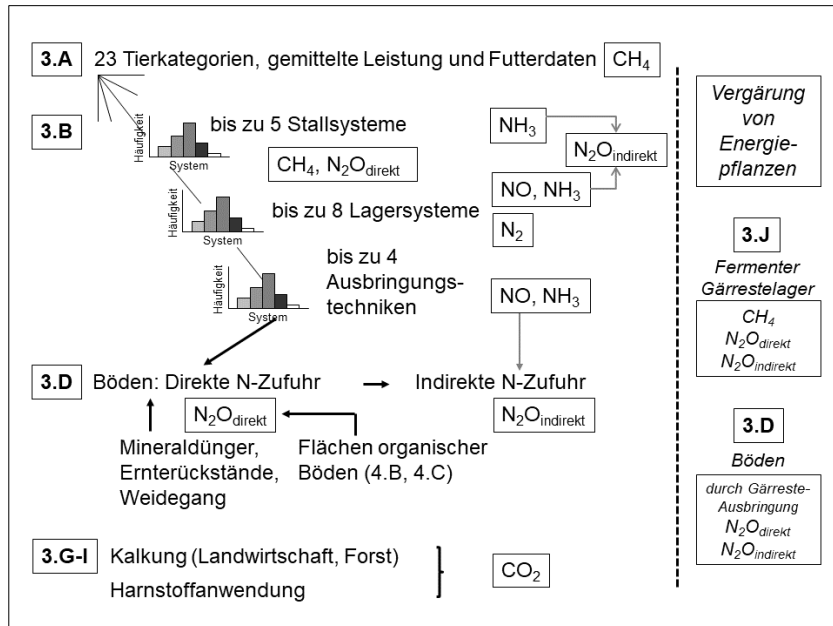 3.A 23 Tierkategorien, gemittelte Leistung und Futterdaten CH4
3.B
Häufigkeit
System
bis zu 5 Stallsysteme
CH4, N2Odirekt
Häufigkeit
System
bis zu 8 Lagersysteme
Häufigkeit
System
bis zu 4
Ausbringungs-
techniken
NH3
N2Oindirekt
NO, NH3
N2
NO, NH3
3.D Böden: Direkte N-Zufuhr Indirekte N-Zufuhr
N2Odirekt
N2Oindirekt
Mineraldünger,
Ernterückstände,
Weidegang
Flächen organischer
Böden (4.B, 4.C)
3.G-I Kalkung (Landwirtschaft, Forst)
Harnstoffanwendung
CO2
Vergärung
von
Energie-
pflanzen
3.J
Fermenter
Gärrestelager
CH4
N2Odirekt
N2Oindirekt
3.D
Böden
durch Gärreste-
Ausbringung
N2Odirekt
N2Oindirekt